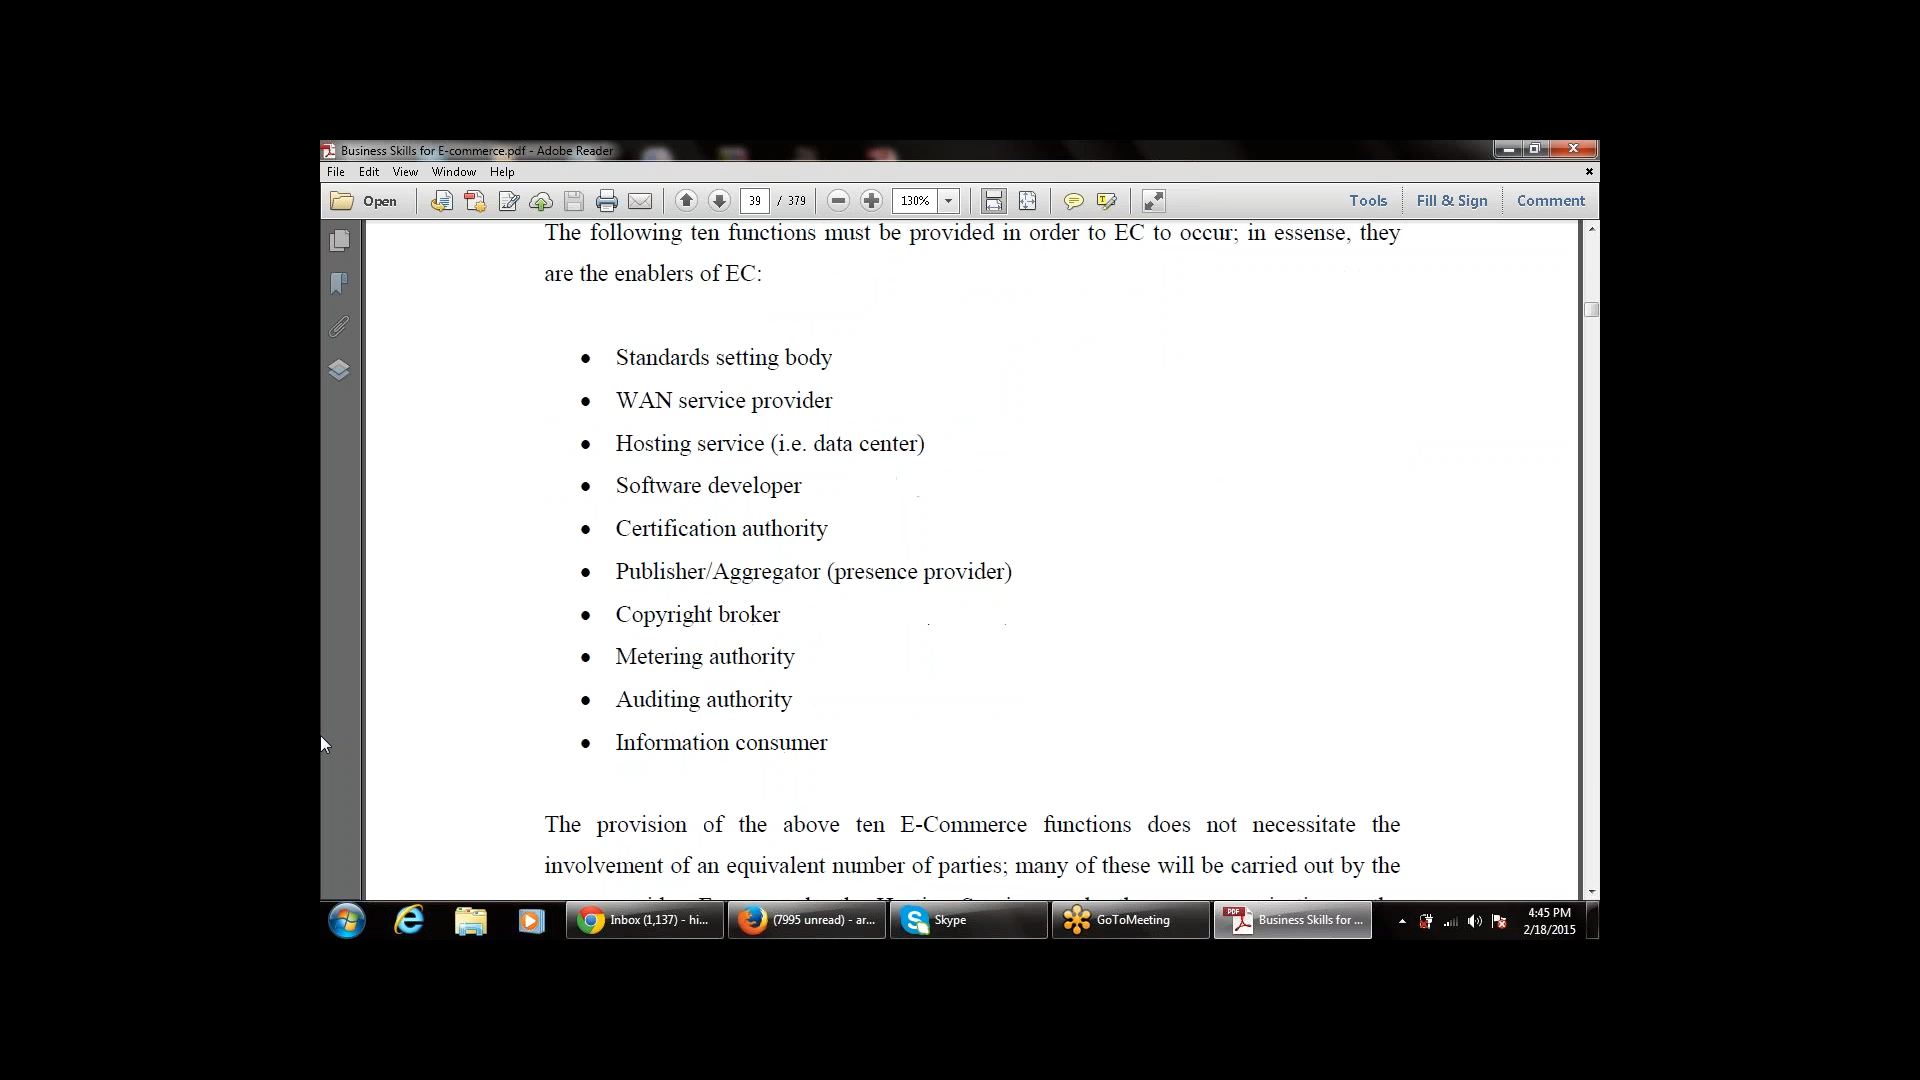 Business Skills for E-commerce.pdf - Adobe Reader
File Edit View Window Help
Open 39 / 379 130% Tools Fill & Sign Comment
The following ten functions must be provided in order to EC to occur; in essense, they
are the enablers of EC:
• Standards setting body
• WAN service provider
• Hosting service (i.e. data center)
• Software developer
• Certification authority
• Publisher/Aggregator (presence provider)
• Copyright broker
• Metering authority
• Auditing authority
• Information consumer
The provision of the above ten E-Commerce functions does not necessitate the
involvement of an equivalent number of parties; many of these will be carried out by the
Inbox (1,137) - hi... (7995 unread) - ar... Skype GoToMeeting Business Skills for ... 4:45 PM
2/18/2015